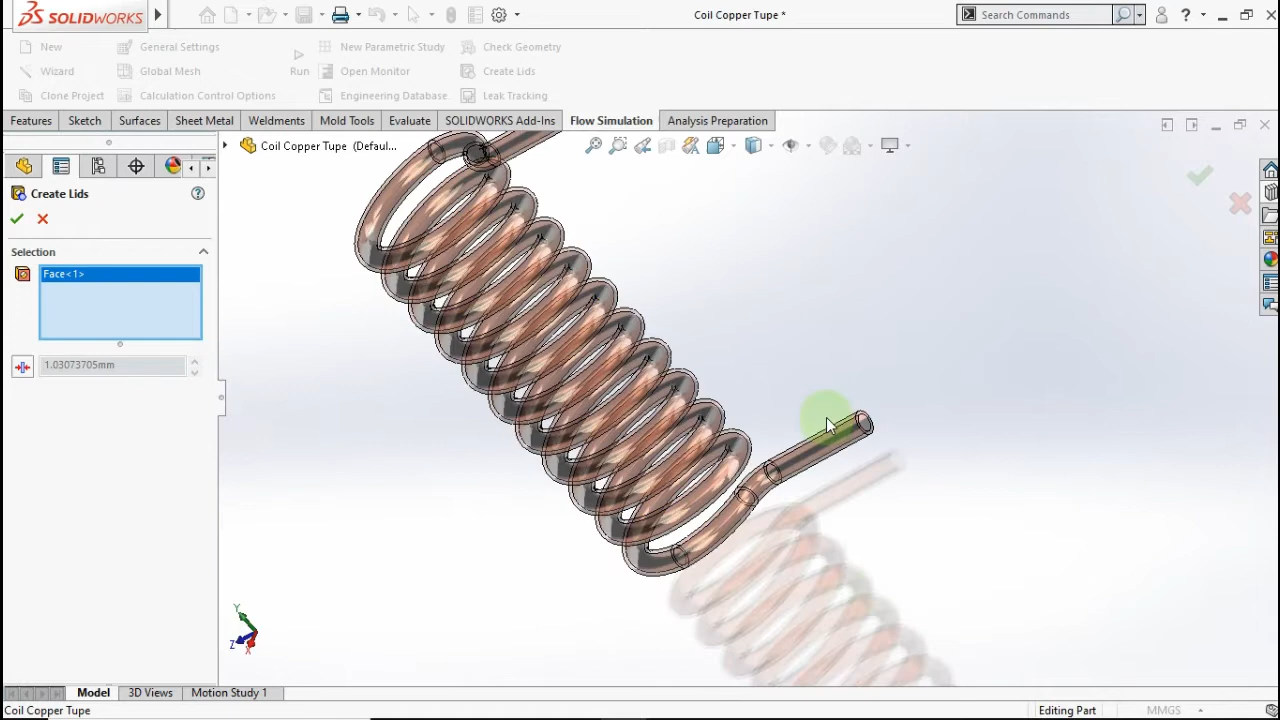 SOLIDWORKS
Coil Copper Tupe *
Search Commands
?
New
General Settings
New Parametric Study
Check Geometry
Wizard
Global Mesh
Run
Open Monitor
Create Lids
Clone Project
Calculation Control Options
Engineering Database
Leak Tracking
Features
Sketch
Surfaces
Sheet Metal
Weldments
Mold Tools
Evaluate
SOLIDWORKS Add-Ins
Flow Simulation
Analysis Preparation
Coil Copper Tupe (Defaul...
Create Lids
?
Selection
Face<1>
1.03073705mm
Y
Z
X
Model
3D Views
Motion Study 1
Coil Copper Tupe
Editing Part
MMGS